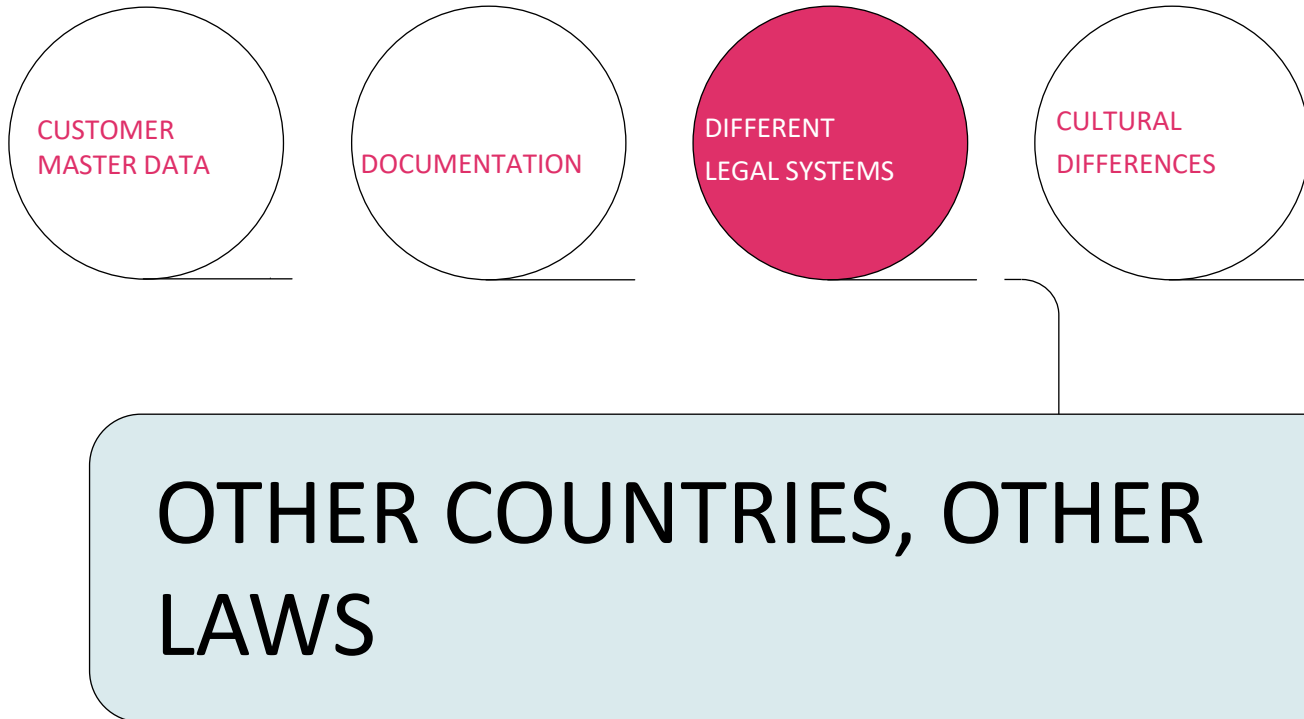 CUSTOMER
MASTER DATA
DOCUMENTATION
DIFFERENT
LEGAL SYSTEMS
CULTURAL
DIFFERENCES
OTHER COUNTRIES, OTHER
LAWS